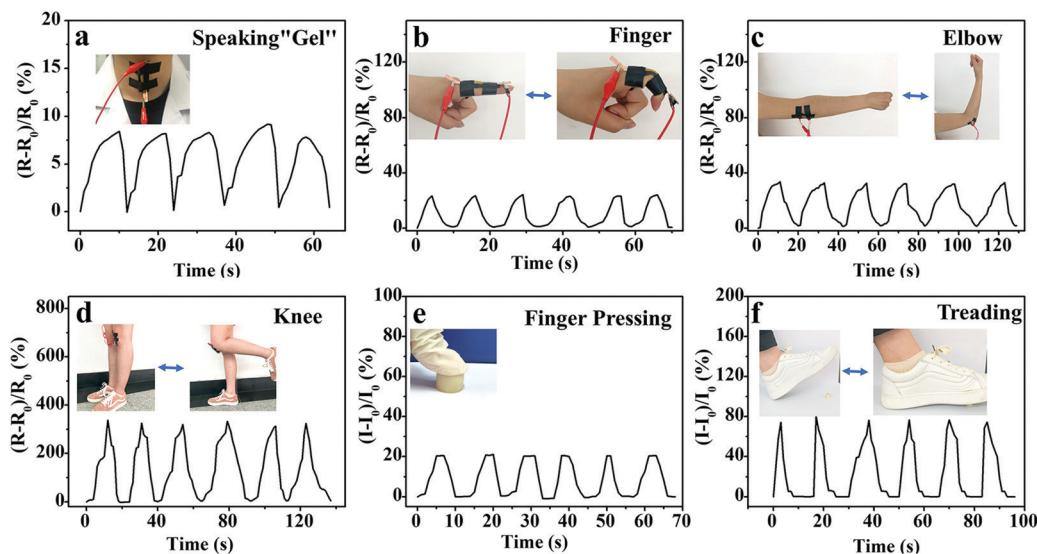 a
Speaking"Gel"
(R-R0)/R0 (%)
20
15
10
5
0
0 20 40 60
Time (s)
b
Finger
(R-R0)/R0 (%)
120
80
40
0
0 10 20 30 40 50 60 70
Time (s)
c
Elbow
(R-R0)/R0 (%)
120
80
40
0
0 20 40 60 80 100 120
Time (s)
d
Knee
(R-R0)/R0 (%)
800
600
400
200
0
0 40 80 120
Time (s)
e
Finger Pressing
(I-I0)/I0 (%)
100
80
60
40
20
0
0 10 20 30 40 50 60 70
Time (s)
f
Treading
(I-I0)/I0 (%)
200
160
120
80
40
0
0 20 40 60 80 100
Time (s)